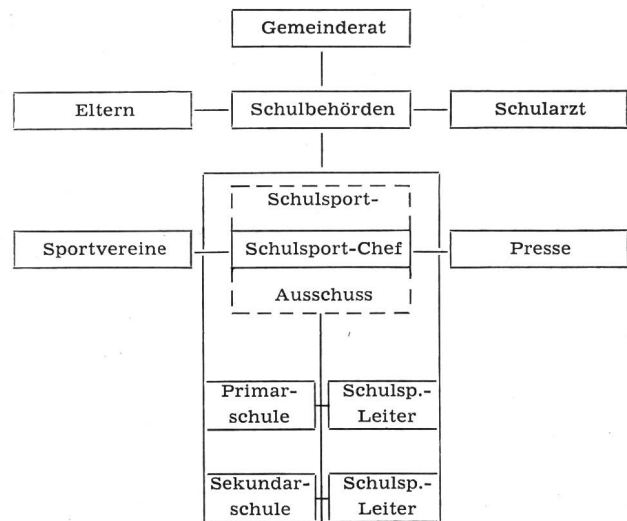 Gemeinderat
Eltern
Schulbehörden
Schularzt
Schulsport-
Sportvereine
Schulsport-Chef
Presse
Ausschuss
Primar-
schule
Schulsp.-
Leiter
Sekundar-
schule
Schulsp.-
Leiter